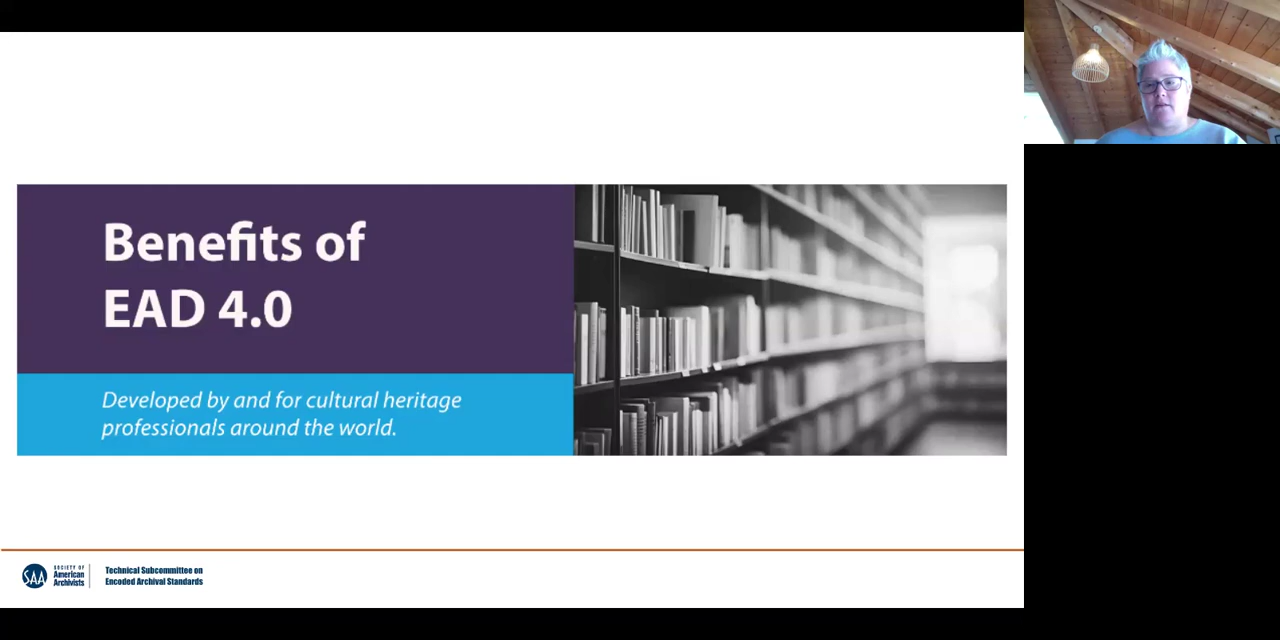 Benefits of
EAD 4.0
Developed by and for cultural heritage
professionals around the world.
SAA
SOCIETY OF
American
Archivists
Technical Subcommittee on
Encoded Archival Standards